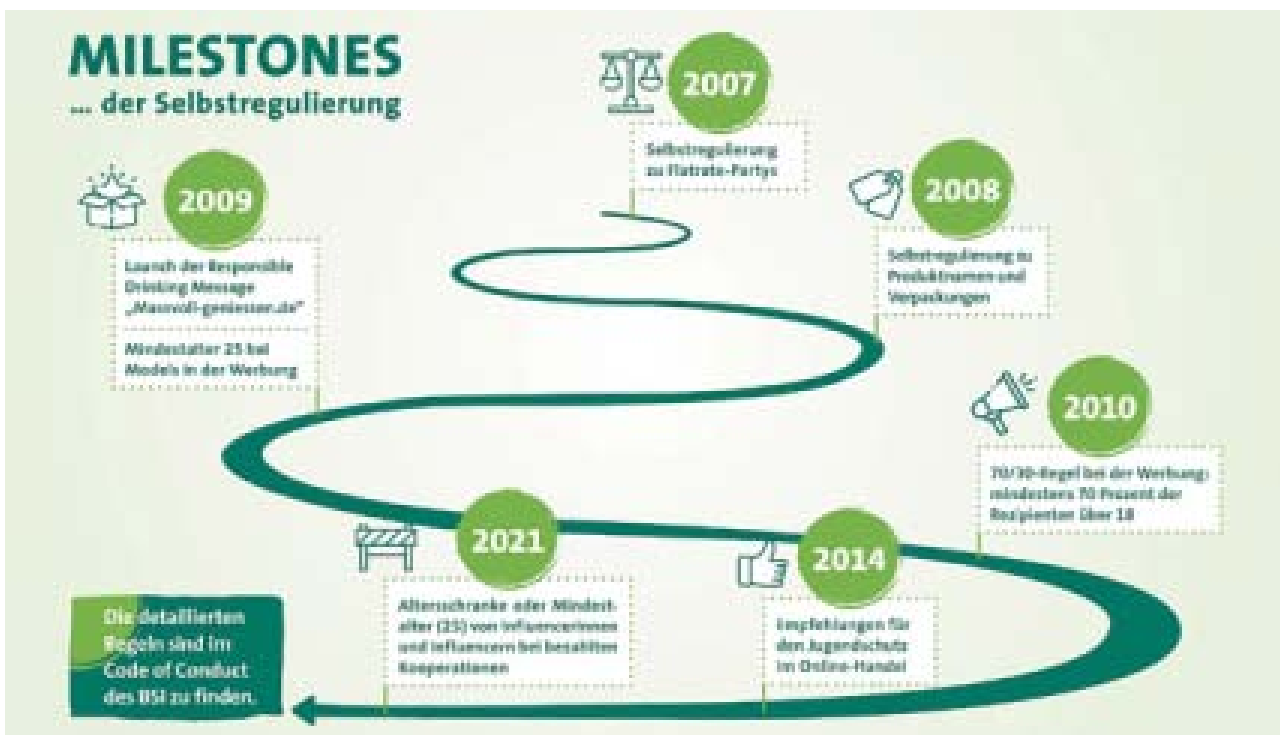 MILESTONES
... der Selbstregulierung
2007
Selbstregulierung
zu Flatrate-Partys
2008
Selbstregulierung zu
Produktnamen und
Verpackungen
2009
Launch der Responsible
Drinking Message
„Massvoll-geniessen.de“
Mindestalter 25 bei
Models in der Werbung
2010
70/30-Regel bei der Werbung:
mindestens 70 Prozent der
Rezipienten über 18
2014
Empfehlungen für
den Jugendschutz
im Online-Handel
2021
Altersschranke oder Mindest-
alter (25) von Influencerinnen
und Influencern bei bezahlten
Kooperationen
Die detaillierten
Regeln sind im
Code of Conduct
des BSI zu finden.